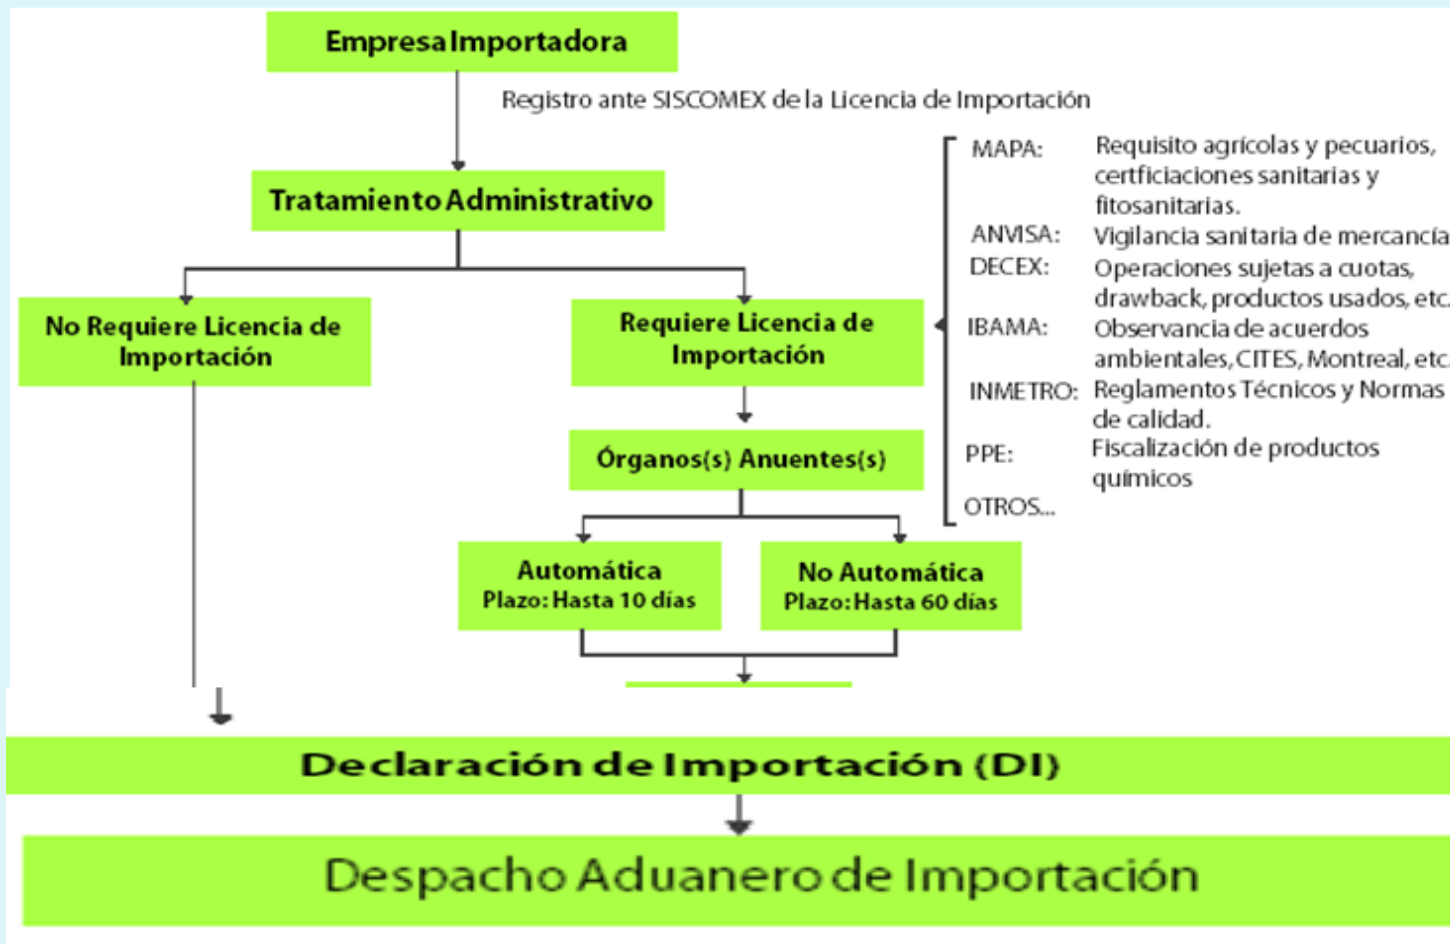 Empresa Importadora
Registro ante SISCOMEX de la Licencia de Importación
Tratamiento Administrativo
No Requiere Licencia de
Importación
Requiere Licencia de
Importación
MAPA: Requisito agrícolas y pecuarios,
certficiaciones sanitarias y
fitosanitarias.
ANVISA: Vigilancia sanitaria de mercancía
DECEX: Operaciones sujetas a cuotas,
drawback, productos usados, etc.
IBAMA: Observancia de acuerdos
ambientales, CITES, Montreal, etc.
INMETRO: Reglamentos Técnicos y Normas
de calidad.
PPE: Fiscalización de productos
químicos
OTROS...
Órganos(s) Anuentes(s)
Automática
Plazo: Hasta 10 días
No Automática
Plazo: Hasta 60 días
Declaración de Importación (DI)
Despacho Aduanero de Importación